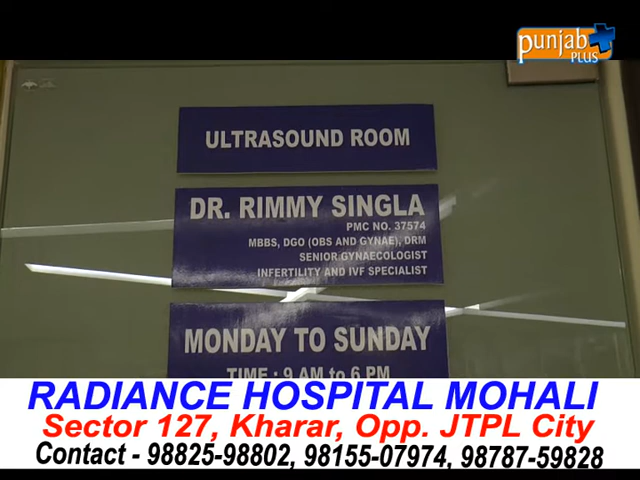 punjab
PLUS
ULTRASOUND ROOM
DR. RIMMY SINGLA
PMC NO. 37574
MBBS, DGO (OBS AND GYNAE), DRM
SENIOR GYNAECOLOGIST
INFERTILITY AND IVF SPECIALIST
MONDAY TO SUNDAY
TIME : 9 AM to 6 PM
RADIANCE HOSPITAL MOHALI
Sector 127, Kharar, Opp. JTPL City
Contact - 98825-98802, 98155-07974, 98787-59828